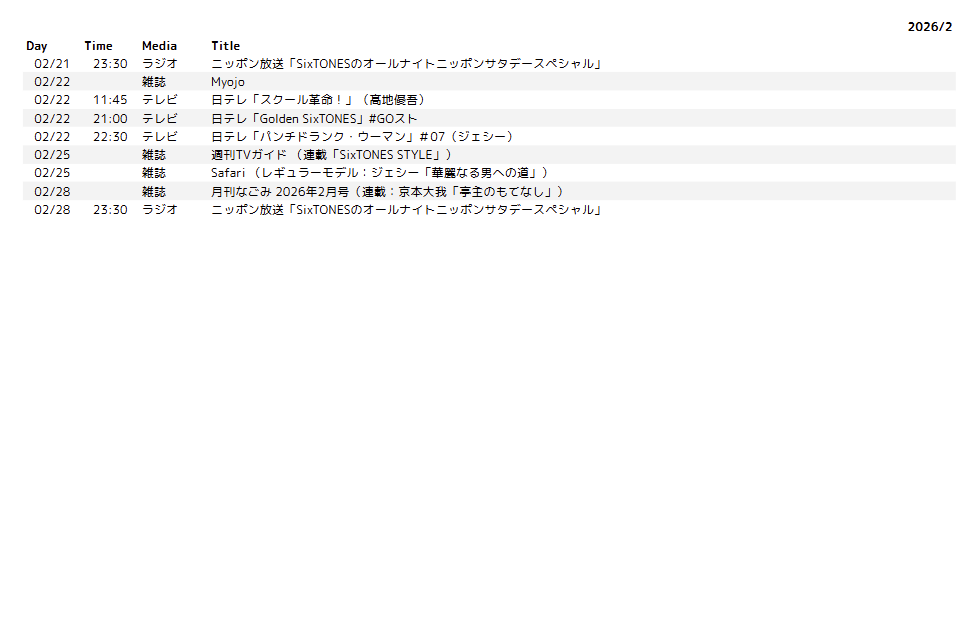 2026/2
Day Time Media Title
02/21 23:30 ラジオ ニッポン放送「SixTONESのオールナイトニッポンサタデースペシャル」
02/22 雑誌 Myojo
02/22 11:45 テレビ 日テレ「スクール革命！」（髙地優吾）
02/22 21:00 テレビ 日テレ「Golden SixTONES」#GOスト
02/22 22:30 テレビ 日テレ「パンチドランク・ウーマン」＃07（ジェシー）
02/25 雑誌 週刊TVガイド （連載「SixTONES STYLE」）
02/25 雑誌 Safari （レギュラーモデル：ジェシー「華麗なる男への道」）
02/28 雑誌 月刊なごみ 2026年2月号（連載：京本大我「亭主のもてなし」）
02/28 23:30 ラジオ ニッポン放送「SixTONESのオールナイトニッポンサタデースペシャル」